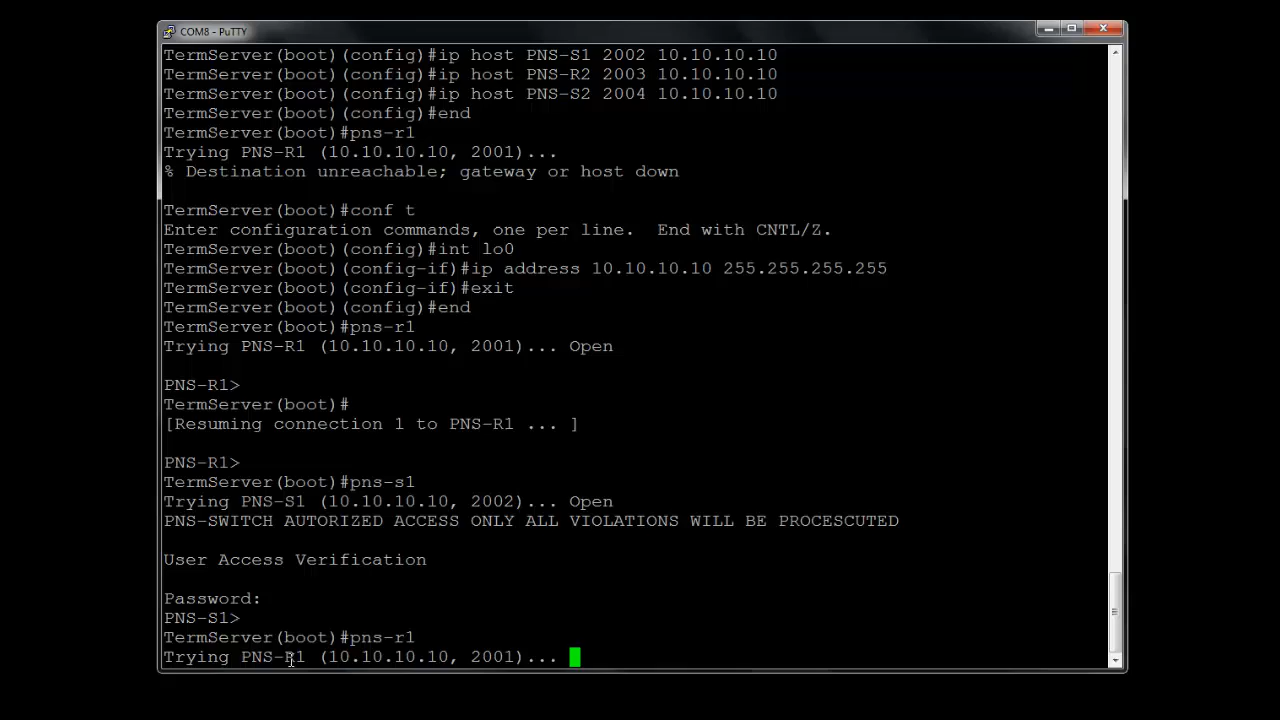 COM8 - PuTTY
TermServer(boot)(config)#ip host PNS-S1 2002 10.10.10.10
TermServer(boot)(config)#ip host PNS-R2 2003 10.10.10.10
TermServer(boot)(config)#ip host PNS-S2 2004 10.10.10.10
TermServer(boot)(config)#end
TermServer(boot)#pns-r1
Trying PNS-R1 (10.10.10.10, 2001)...
% Destination unreachable; gateway or host down
TermServer(boot)#conf t
Enter configuration commands, one per line.  End with CNTL/Z.
TermServer(boot)(config)#int lo0
TermServer(boot)(config-if)#ip address 10.10.10.10 255.255.255.255
TermServer(boot)(config-if)#exit
TermServer(boot)(config)#end
TermServer(boot)#pns-r1
Trying PNS-R1 (10.10.10.10, 2001)... Open
PNS-R1>
TermServer(boot)#
[Resuming connection 1 to PNS-R1 ... ]
PNS-R1>
TermServer(boot)#pns-s1
Trying PNS-S1 (10.10.10.10, 2002)... Open
PNS-SWITCH AUTORIZED ACCESS ONLY ALL VIOLATIONS WILL BE PROCESCUTED
User Access Verification
Password:
PNS-S1>
TermServer(boot)#pns-r1
Trying PNS-R1 (10.10.10.10, 2001)...